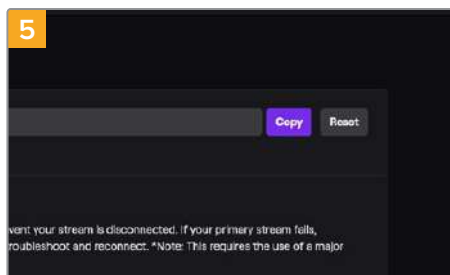 5
Copy Reset
vent your stream is disconnected. If your primary stream fails,
roubleshoot and reconnect. *Note: This requires the use of a major